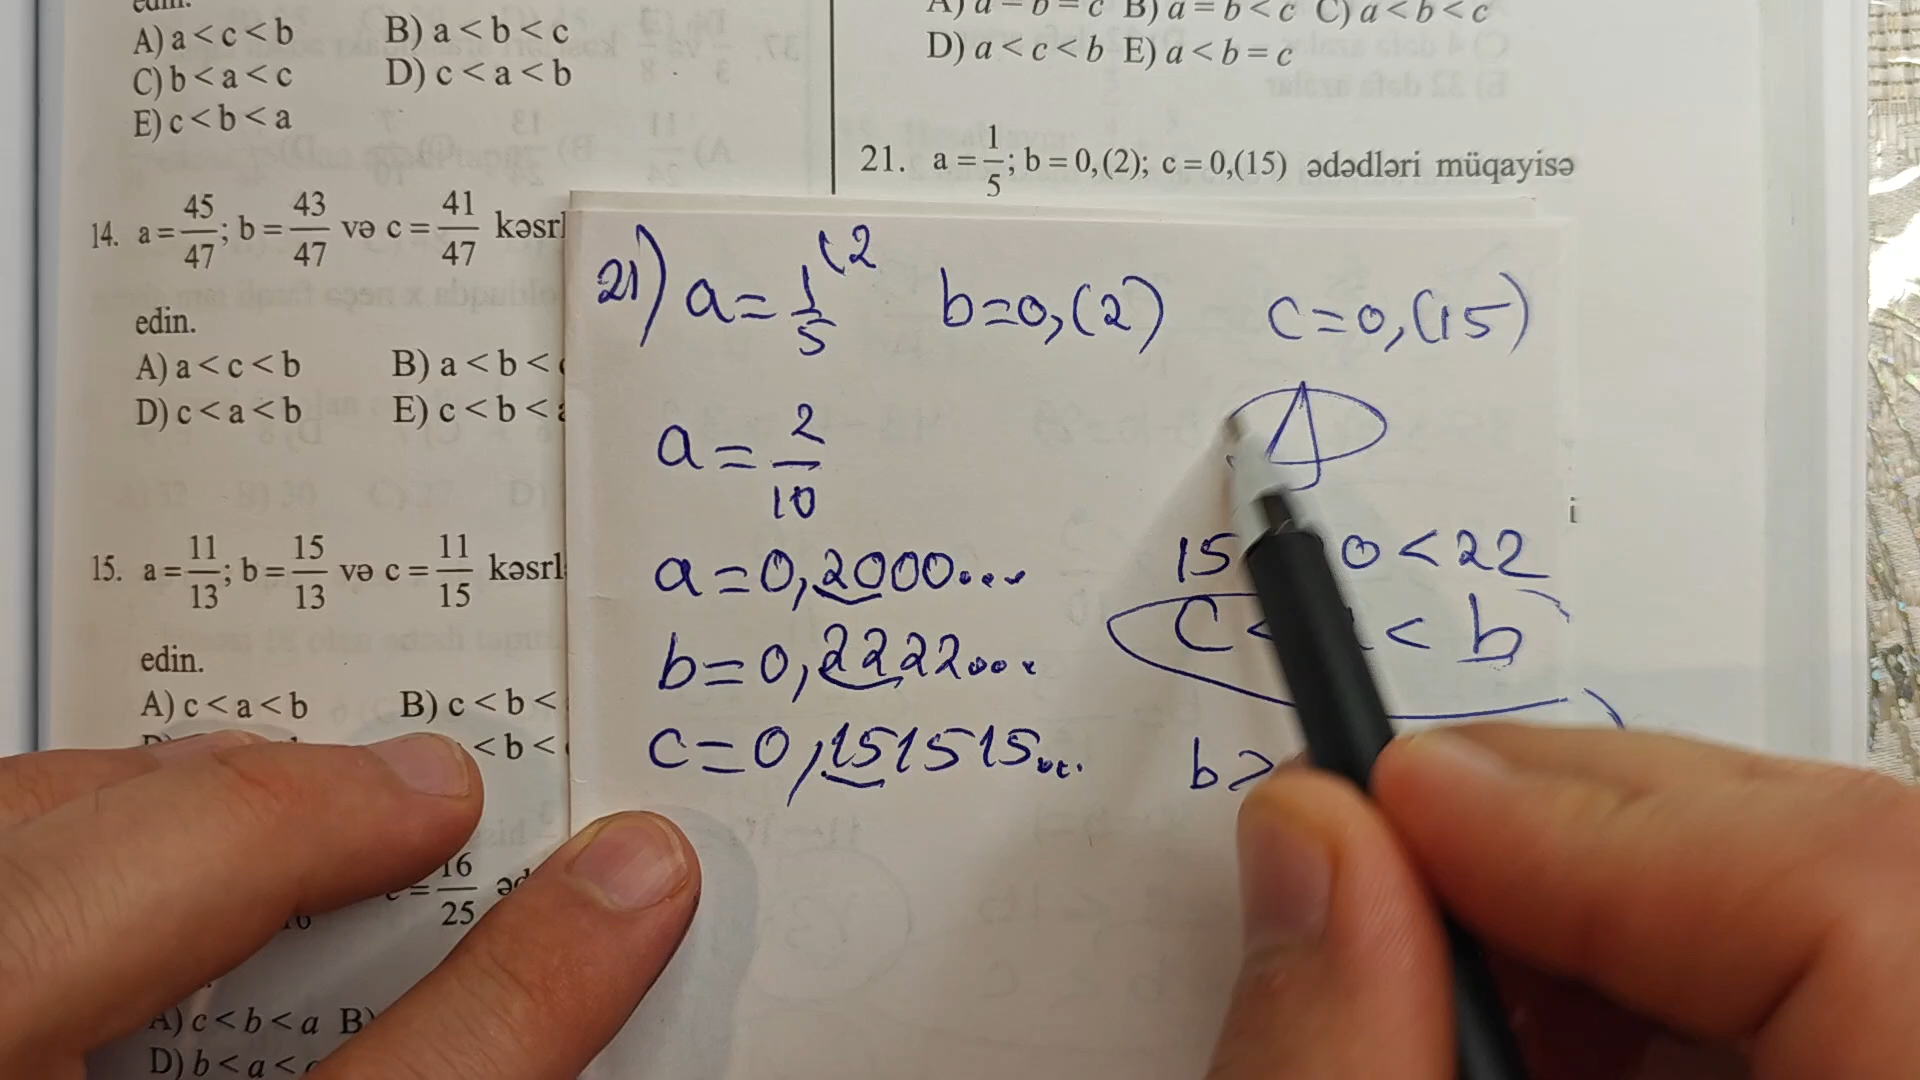 edin.
A) a < c < b B) a < b < c
C) b < a < c D) c < a < b
E) c < b < a
14. a = 45/47; b = 43/47 və c = 41/47 kəsrl
edin.
A) a < c < b B) a < b <
D) c < a < b E) c < b <
15. a = 11/13; b = 15/13 və c = 11/15 kəsrl
edin.
A) c < a < b B) c < b <
< b <
c = 16/25
A) c < b < a B)
D) b < a <
A) a = b = c B) a = b < c C) a < b < c
D) a < c < b E) a < b = c
21. a = 1/5; b = 0,(2); c = 0,(15) ədədləri müqayisə
i
21) a = 1/5 (2 b = 0,(2) c = 0,(15)
a = 2/10
A
a = 0,2000...
15 0 < 22
b = 0,2222...
c < < b
c = 0,151515...
b >